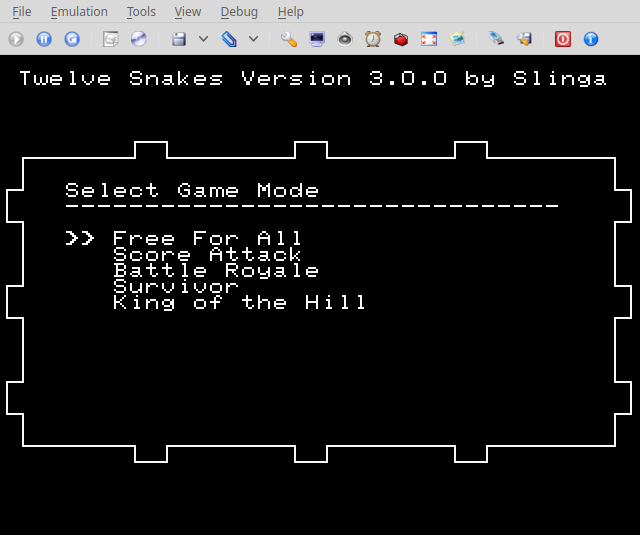 File Emulation Tools View Debug Help
Twelve Snakes Version 3.0.0 by Slinga
Select Game Mode
-------------------------------
>> Free For All
Score Attack
Battle Royale
Survivor
King of the Hill